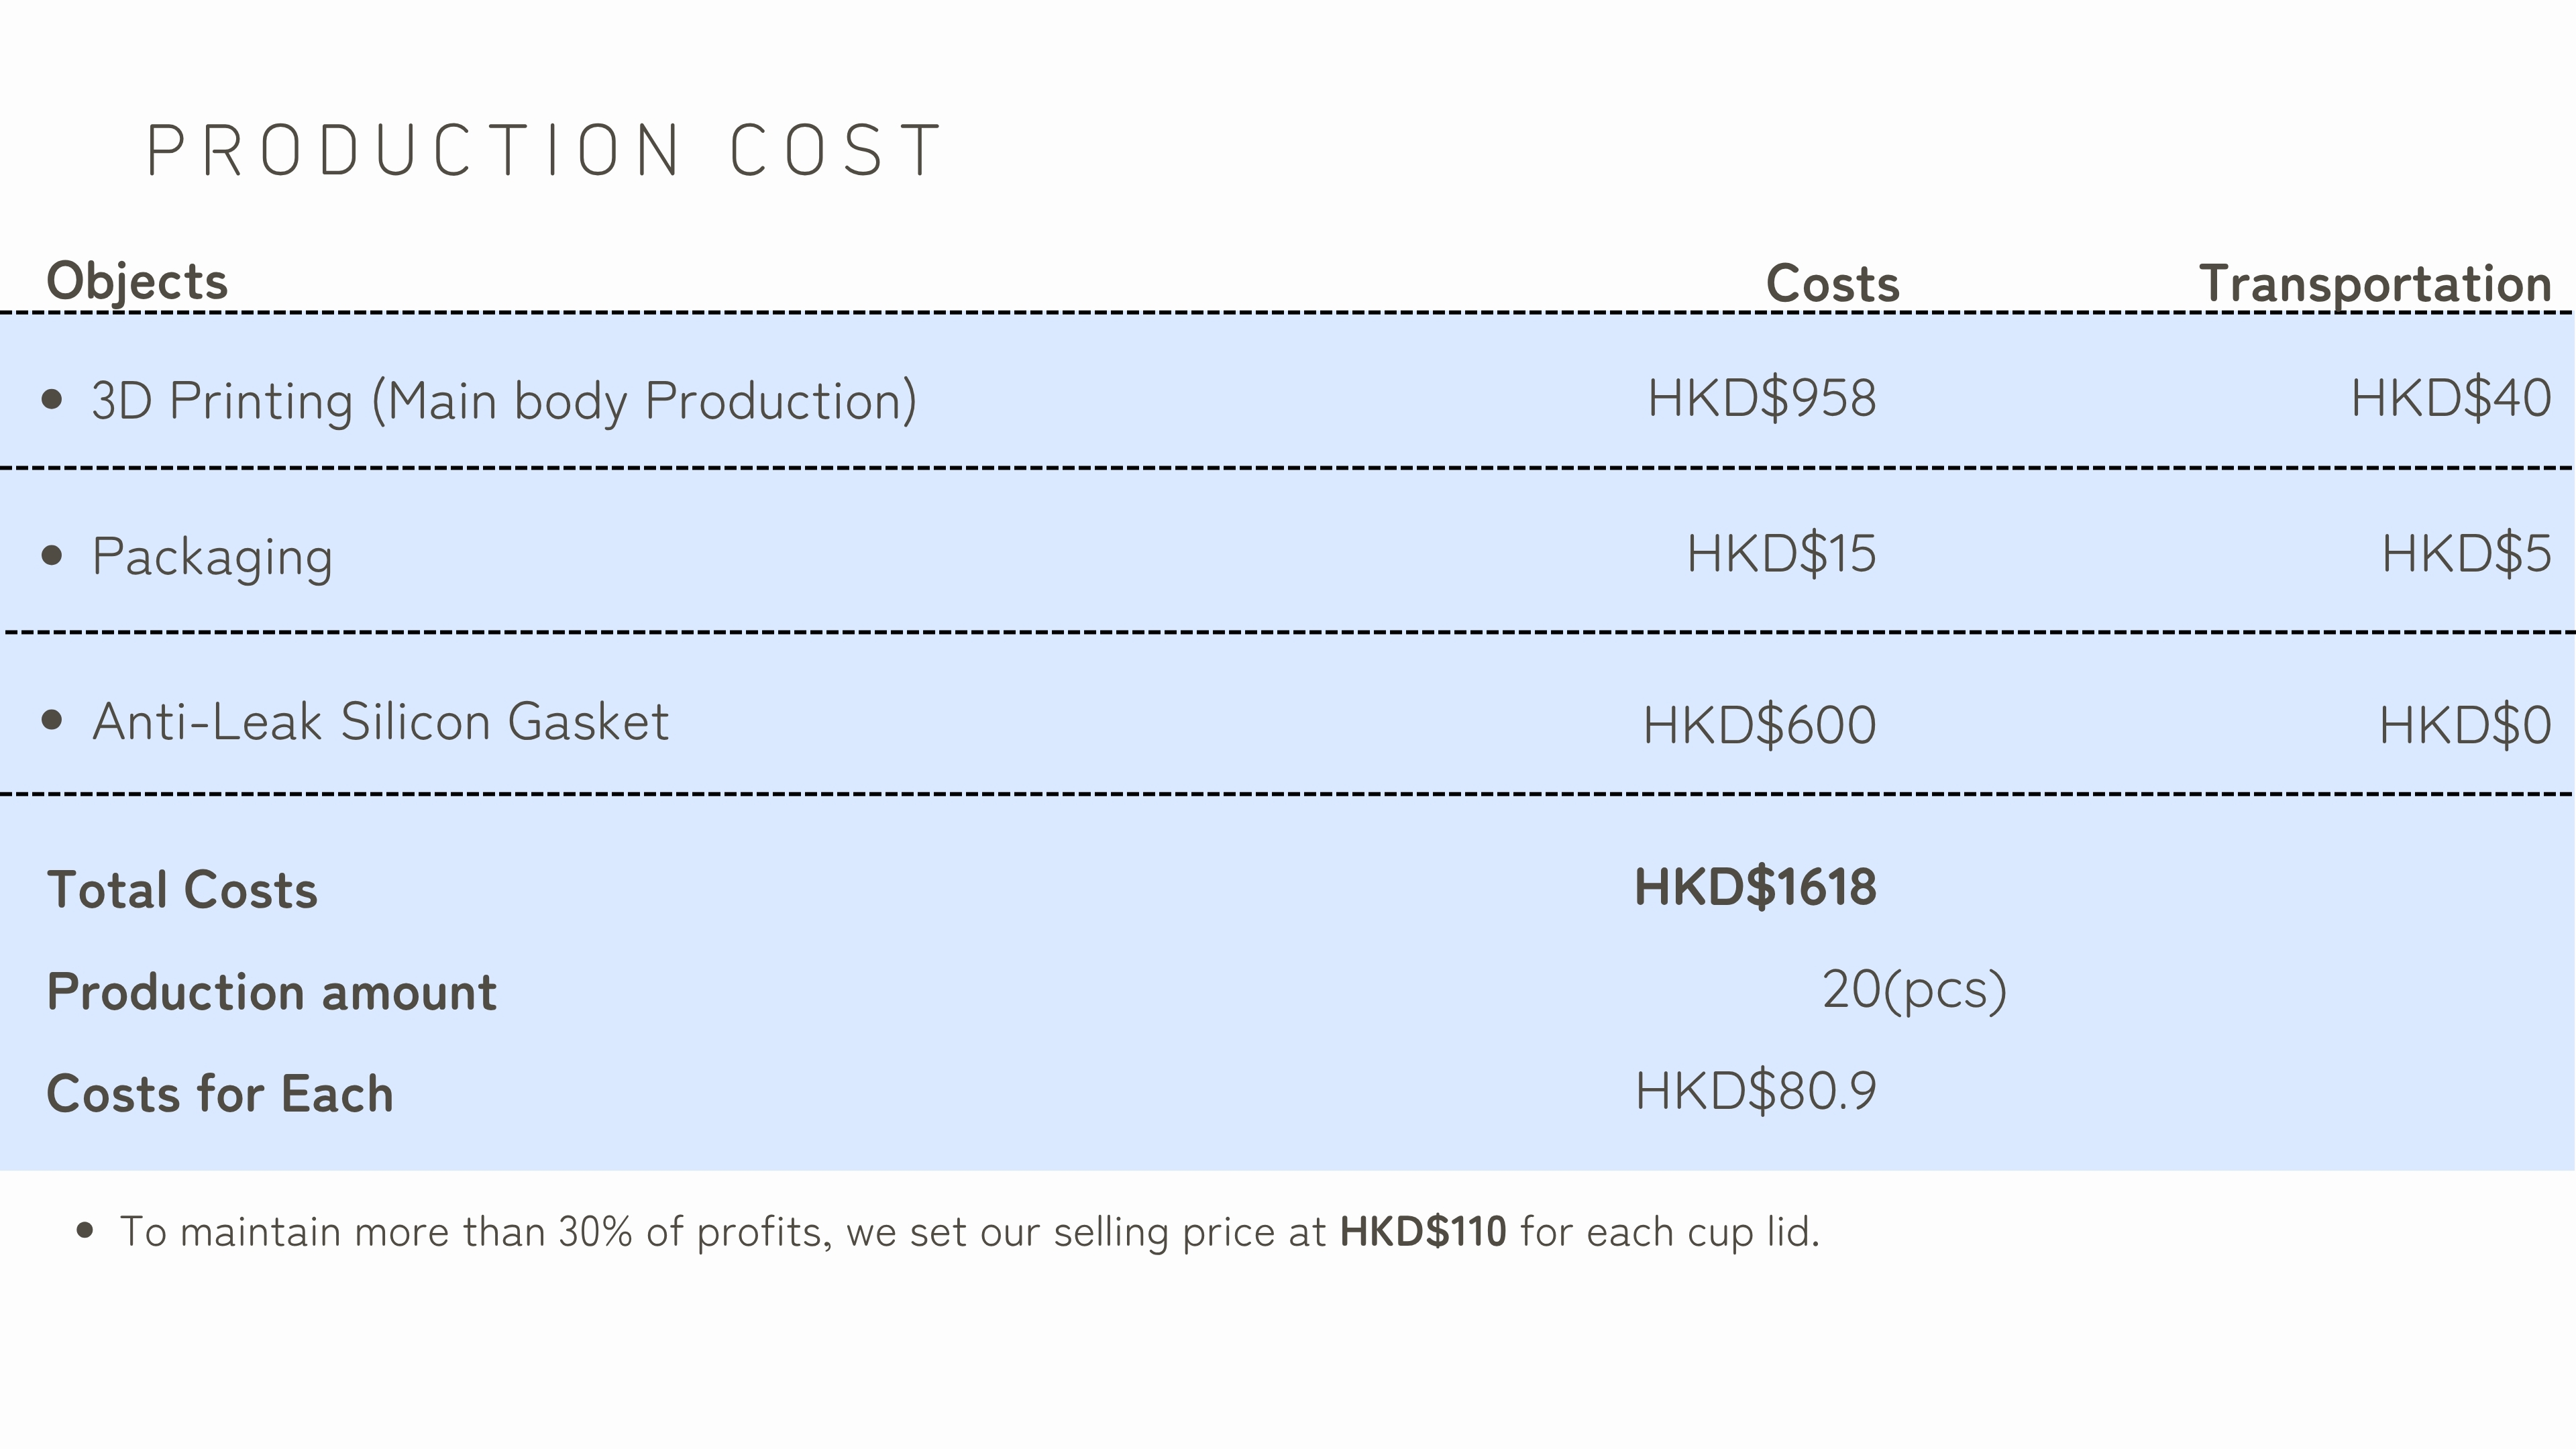 PRODUCTION COST
Objects Costs Transportation
• 3D Printing (Main body Production) HKD$958 HKD$40
• Packaging HKD$15 HKD$5
• Anti-Leak Silicon Gasket HKD$600 HKD$0
Total Costs HKD$1618
Production amount 20(pcs)
Costs for Each HKD$80.9
• To maintain more than 30% of profits, we set our selling price at HKD$110 for each cup lid.